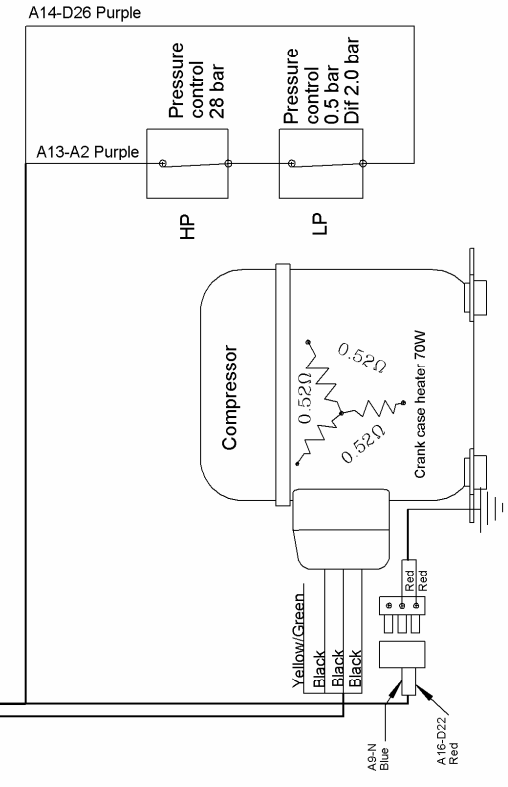 A14-D26 Purple
Pressure
control
28 bar
Pressure
control
0.5 bar
Dif 2.0 bar
A13-A2 Purple
HP
LP
Compressor
0.52Ω
0.52Ω
0.52Ω
Crank case heater 70W
Red
Red
Yellow/Green
Black
Black
Black
A9-N
Blue
A16-D22
Red